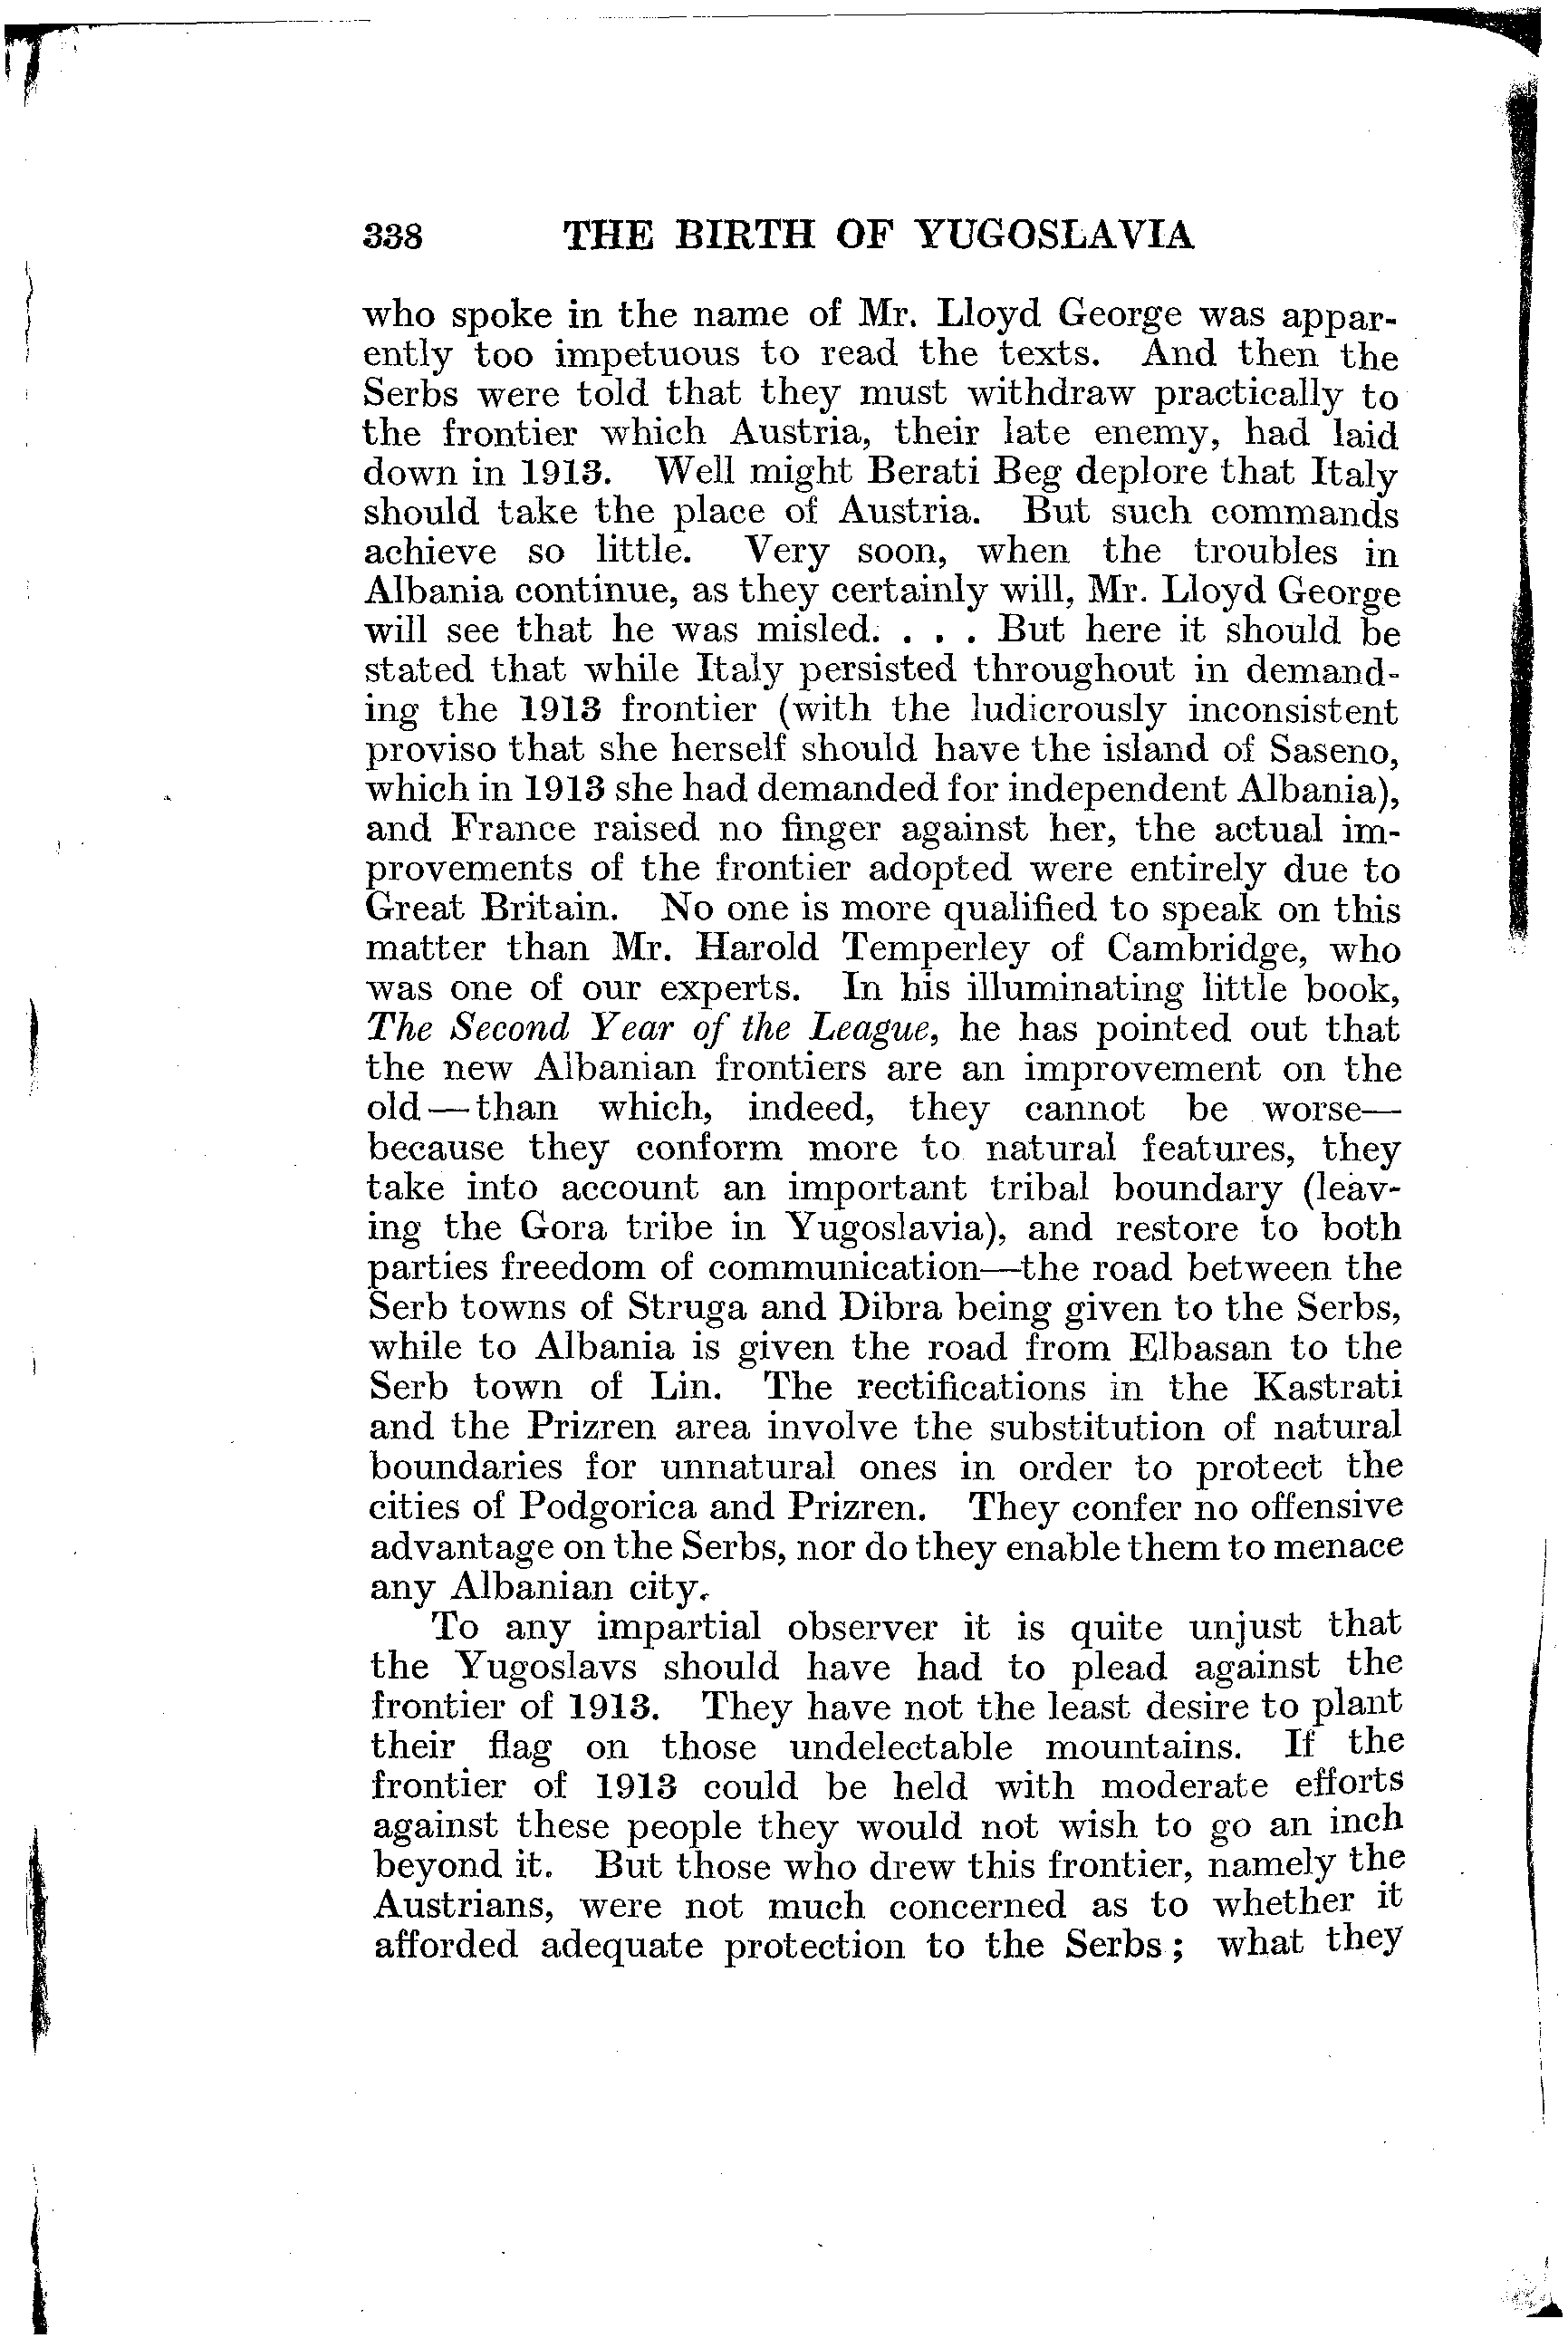 338 THE BIRTH OF YUGOSLAVIA
who spoke in the name of Mr. Lloyd George was appar-
ently too impetuous to read the texts. And then the
Serbs were told that they must withdraw practically to
the frontier which Austria, their late enemy, had laid
down in 1913. Well might Berati Beg deplore that Italy
should take the place of Austria. But such commands
achieve so little. Very soon, when the troubles in
Albania continue, as they certainly will, Mr. Lloyd George
will see that he was misled. . . . But here it should be
stated that while Italy persisted throughout in demand-
ing the 1913 frontier (with the ludicrously inconsistent
proviso that she herself should have the island of Saseno,
which in 1913 she had demanded for independent Albania),
and France raised no finger against her, the actual im-
provements of the frontier adopted were entirely due to
Great Britain. No one is more qualified to speak on this
matter than Mr. Harold Temperley of Cambridge, who
was one of our experts. In his illuminating little book,
The Second Year of the League, he has pointed out that
the new Albanian frontiers are an improvement on the
old—than which, indeed, they cannot be worse—
because they conform more to natural features, they
take into account an important tribal boundary (leav-
ing the Gora tribe in Yugoslavia), and restore to both
parties freedom of communication—the road between the
Serb towns of Struga and Dibra being given to the Serbs,
while to Albania is given the road from Elbasan to the
Serb town of Lin. The rectifications in the Kastrati
and the Prizren area involve the substitution of natural
boundaries for unnatural ones in order to protect the
cities of Podgorica and Prizren. They confer no offensive
advantage on the Serbs, nor do they enable them to menace
any Albanian city.
To any impartial observer it is quite unjust that
the Yugoslavs should have had to plead against the
frontier of 1913. They have not the least desire to plant
their flag on those undelectable mountains. If the
frontier of 1913 could be held with moderate efforts
against these people they would not wish to go an inch
beyond it. But those who drew this frontier, namely the
Austrians, were not much concerned as to whether it
afforded adequate protection to the Serbs; what they